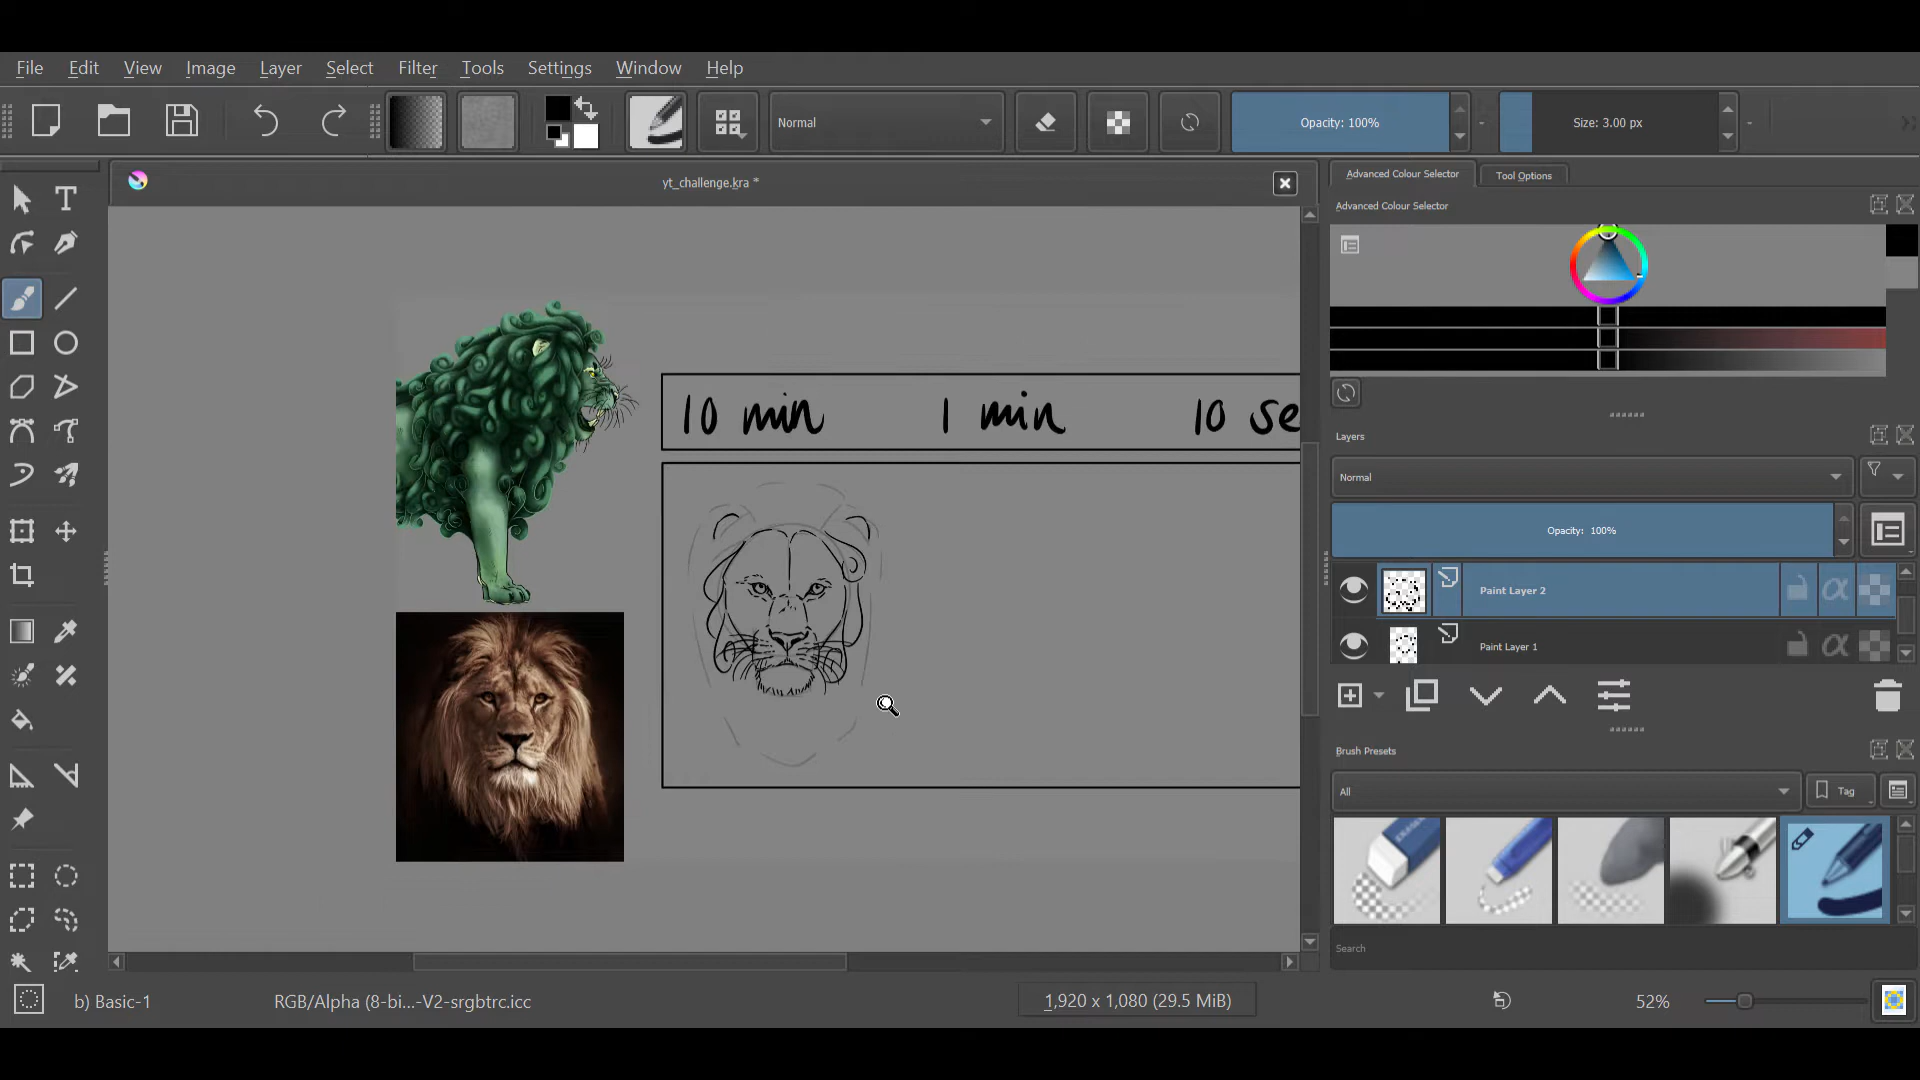 File Edit View Image Layer Select Filter Tools Settings Window Help
Normal Opacity: 100% Size: 3.00 px
yt_challenge.kra *
Advanced Colour Selector Tool Options
Advanced Colour Selector
10 min 1 min 10 se
Layers
Normal
Opacity: 100%
Paint Layer 2
Paint Layer 1
Brush Presets
All Tag
Search
b) Basic-1 RGB/Alpha (8-bi...-V2-srgbtrc.icc 1,920 x 1,080 (29.5 MiB) 52%